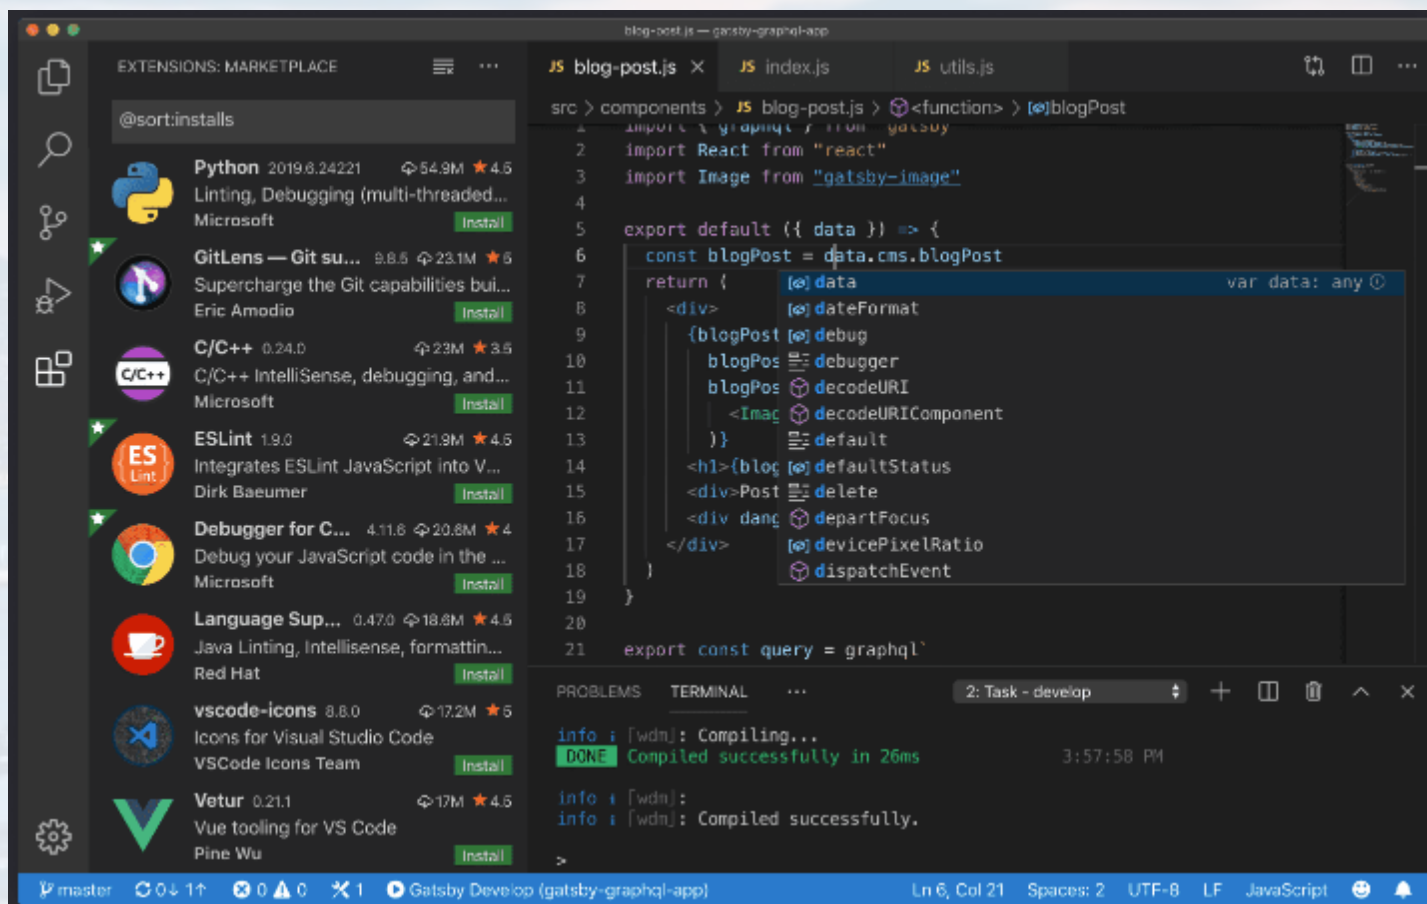 blog-post.js — gatsby-graphql-app
EXTENSIONS: MARKETPLACE
@sort:installs
Python 2019.6.24221 54.9M 4.5
Linting, Debugging (multi-threaded...
Microsoft
Install
GitLens — Git su... 9.8.5 23.1M 5
Supercharge the Git capabilities bui...
Eric Amodio
Install
C/C++
C/C++ 0.24.0 23M 3.5
C/C++ IntelliSense, debugging, and...
Microsoft
Install
ES
Lint
ESLint 1.9.0 21.9M 4.5
Integrates ESLint JavaScript into V...
Dirk Baeumer
Install
Debugger for C... 4.11.6 20.6M 4
Debug your JavaScript code in the ...
Microsoft
Install
Language Sup... 0.47.0 18.6M 4.5
Java Linting, Intellisense, formattin...
Red Hat
Install
vscode-icons 8.8.0 17.2M 5
Icons for Visual Studio Code
VSCode Icons Team
Install
Vetur 0.21.1 17M 4.5
Vue tooling for VS Code
Pine Wu
Install
JS blog-post.js
JS index.js
JS utils.js
src > components > JS blog-post.js > <function> > blogPost
1 import { graphql } from "gatsby"
2 import React from "react"
3 import Image from "gatsby-image"
4
5 export default ({ data }) => {
6 const blogPost = data.cms.blogPost
7 return (
8 <div>
9 {blogPost
10 blogPos
11 blogPos
12 <Imag
13 )}
14 <h1>{blog
15 <div>Post
16 <div dang
17 </div>
18 )
19 }
20
21 export const query = graphql`
data var data: any
dateFormat
debug
debugger
decodeURI
decodeURIComponent
default
defaultStatus
delete
departFocus
devicePixelRatio
dispatchEvent
PROBLEMS TERMINAL ... 2: Task - develop
info i [wdm]: Compiling...
DONE Compiled successfully in 26ms 3:57:58 PM
info i [wdm]:
info i [wdm]: Compiled successfully.
>
master 0↓ 1↑ 0 0 1 Gatsby Develop (gatsby-graphql-app) Ln 6, Col 21 Spaces: 2 UTF-8 LF JavaScript